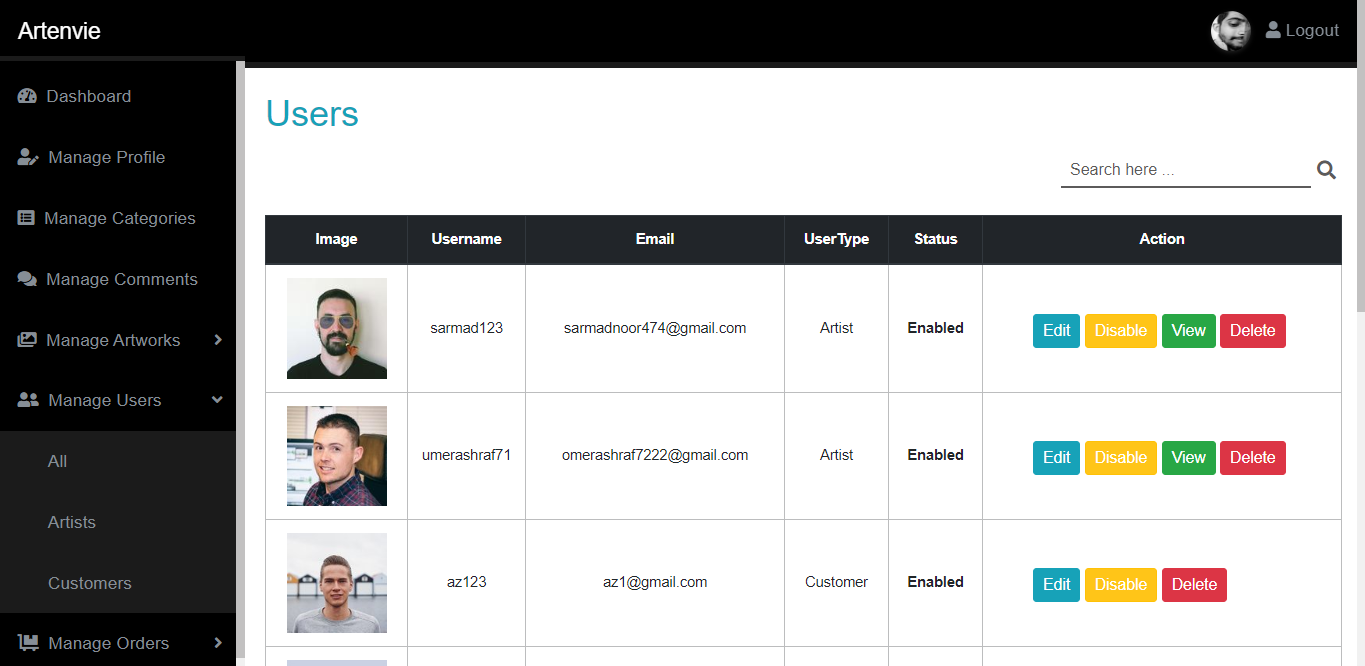 Artenvie
Logout
Dashboard
Manage Profile
Manage Categories
Manage Comments
Manage Artworks
Manage Users
All
Artists
Customers
Manage Orders
Users
Search here ...
Image Username Email UserType Status Action
sarmad123 sarmadnoor474@gmail.com Artist Enabled Edit Disable View Delete
umerashraf71 omerashraf7222@gmail.com Artist Enabled Edit Disable View Delete
az123 az1@gmail.com Customer Enabled Edit Disable Delete